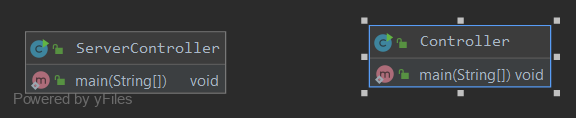 ServerController
main(String[]) void
Controller
main(String[]) void
Powered by yFiles